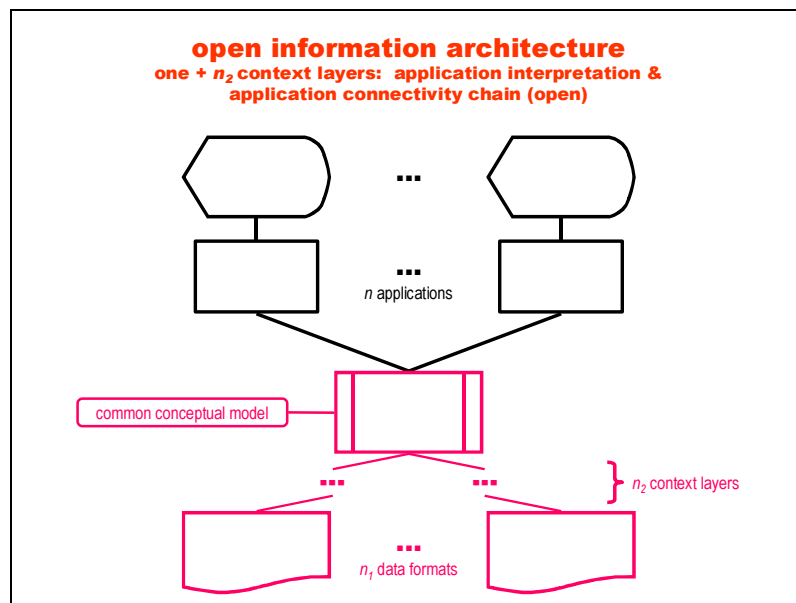 open information architecture
one + n₂ context layers: application interpretation &
application connectivity chain (open)
...
...
n applications
common conceptual model
... ...
n₂ context layers
...
n₁ data formats